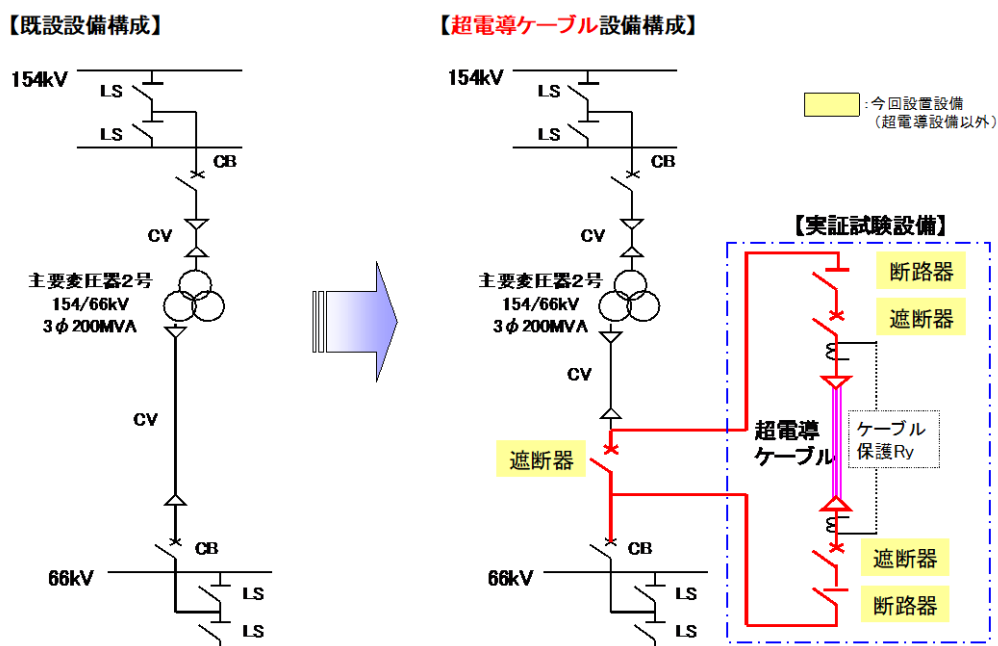 【既設設備構成】
154kV
LS
LS
CB
CV
主要変圧器2号
154/66kV
3φ200MVA
CV
CB
66kV
LS
LS
【超電導ケーブル設備構成】
154kV
LS
LS
CB
CV
主要変圧器2号
154/66kV
3φ200MVA
CV
遮断器
CB
66kV
LS
LS
:今回設置設備
(超電導設備以外)
【実証試験設備】
断路器
遮断器
超電導
ケーブル
ケーブル
保護Ry
遮断器
断路器